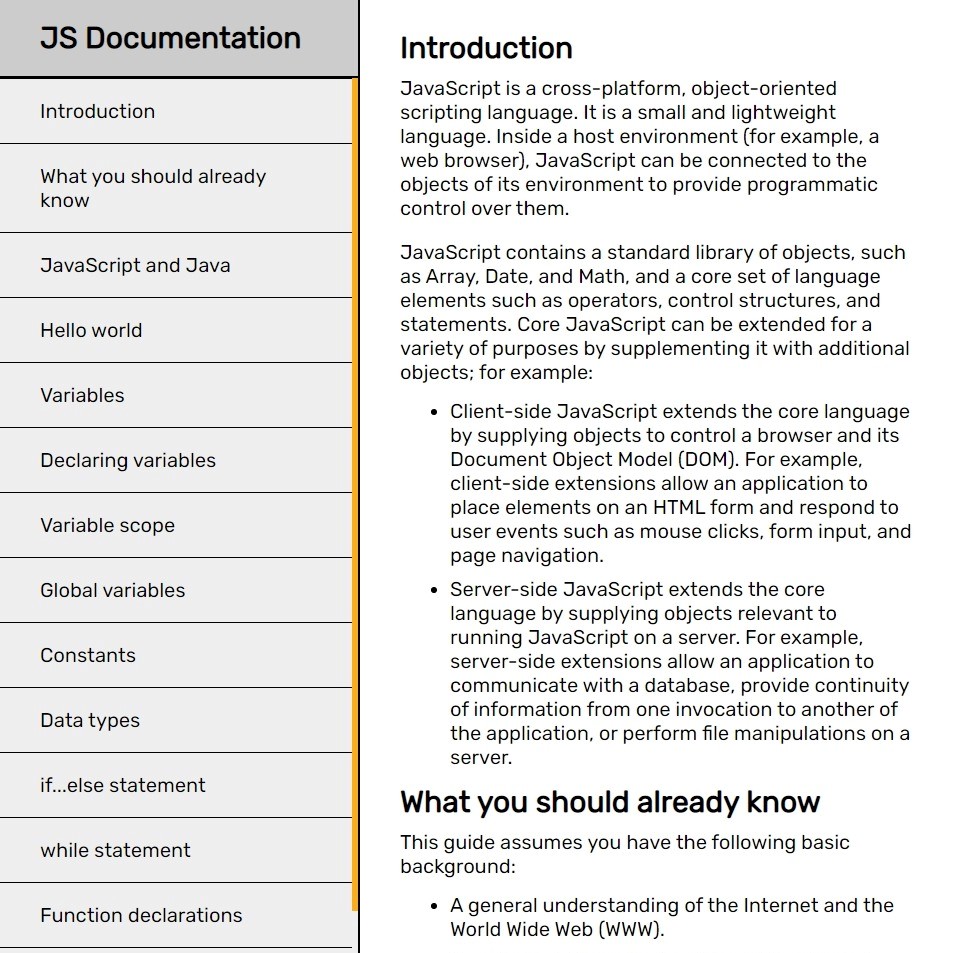 JS Documentation
Introduction
What you should already
know
JavaScript and Java
Hello world
Variables
Declaring variables
Variable scope
Global variables
Constants
Data types
if...else statement
while statement
Function declarations
Introduction
JavaScript is a cross-platform, object-oriented
scripting language. It is a small and lightweight
language. Inside a host environment (for example, a
web browser), JavaScript can be connected to the
objects of its environment to provide programmatic
control over them.
JavaScript contains a standard library of objects, such
as Array, Date, and Math, and a core set of language
elements such as operators, control structures, and
statements. Core JavaScript can be extended for a
variety of purposes by supplementing it with additional
objects; for example:
• Client-side JavaScript extends the core language
by supplying objects to control a browser and its
Document Object Model (DOM). For example,
client-side extensions allow an application to
place elements on an HTML form and respond to
user events such as mouse clicks, form input, and
page navigation.
• Server-side JavaScript extends the core
language by supplying objects relevant to
running JavaScript on a server. For example,
server-side extensions allow an application to
communicate with a database, provide continuity
of information from one invocation to another of
the application, or perform file manipulations on a
server.
What you should already know
This guide assumes you have the following basic
background:
• A general understanding of the Internet and the
World Wide Web (WWW).